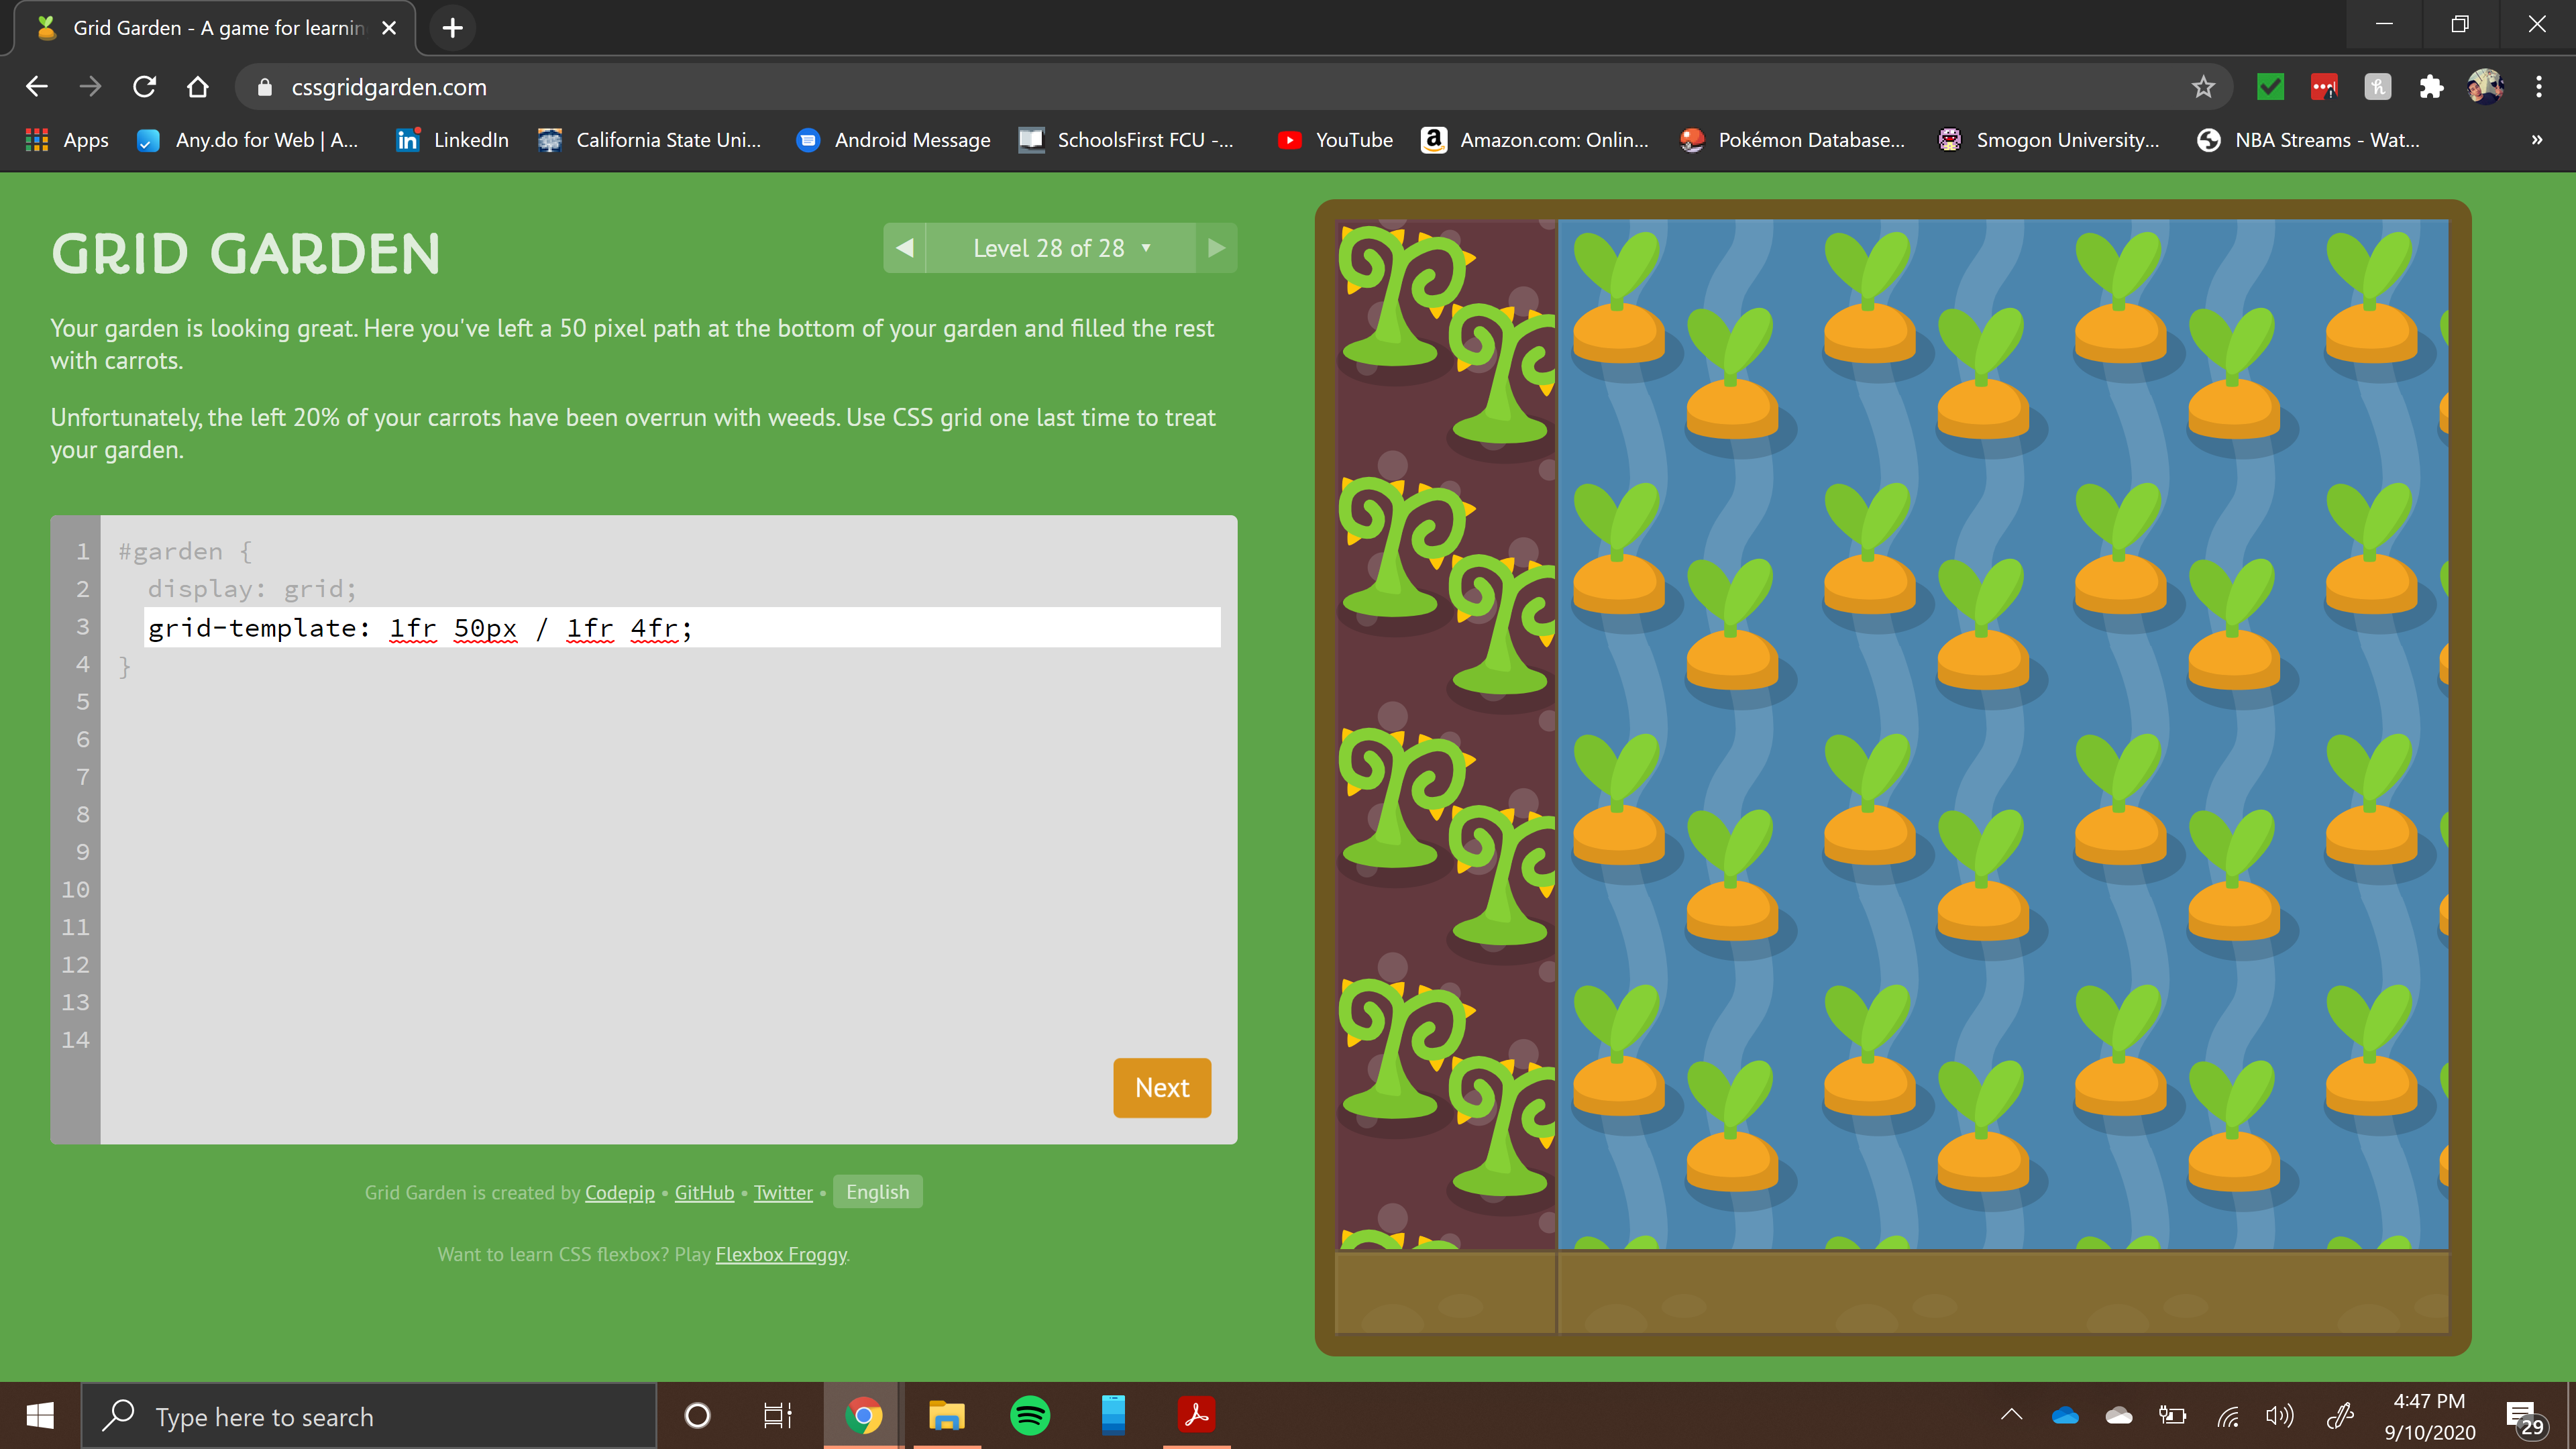 Grid Garden - A game for learnin
cssgridgarden.com
Apps
Any.do for Web | A...
LinkedIn
California State Uni...
Android Message
SchoolsFirst FCU -...
YouTube
Amazon.com: Onlin...
Pokémon Database...
Smogon University...
NBA Streams - Wat...
»
GRID GARDEN
Level 28 of 28
Your garden is looking great. Here you've left a 50 pixel path at the bottom of your garden and filled the rest
with carrots.
Unfortunately, the left 20% of your carrots have been overrun with weeds. Use CSS grid one last time to treat
your garden.
1 #garden {
2 display: grid;
3 grid-template: 1fr 50px / 1fr 4fr;
4 }
5
6
7
8
9
10
11
12
13
14
Next
Grid Garden is created by Codepip • GitHub • Twitter • English
Want to learn CSS flexbox? Play Flexbox Froggy.
Type here to search
4:47 PM
9/10/2020
29